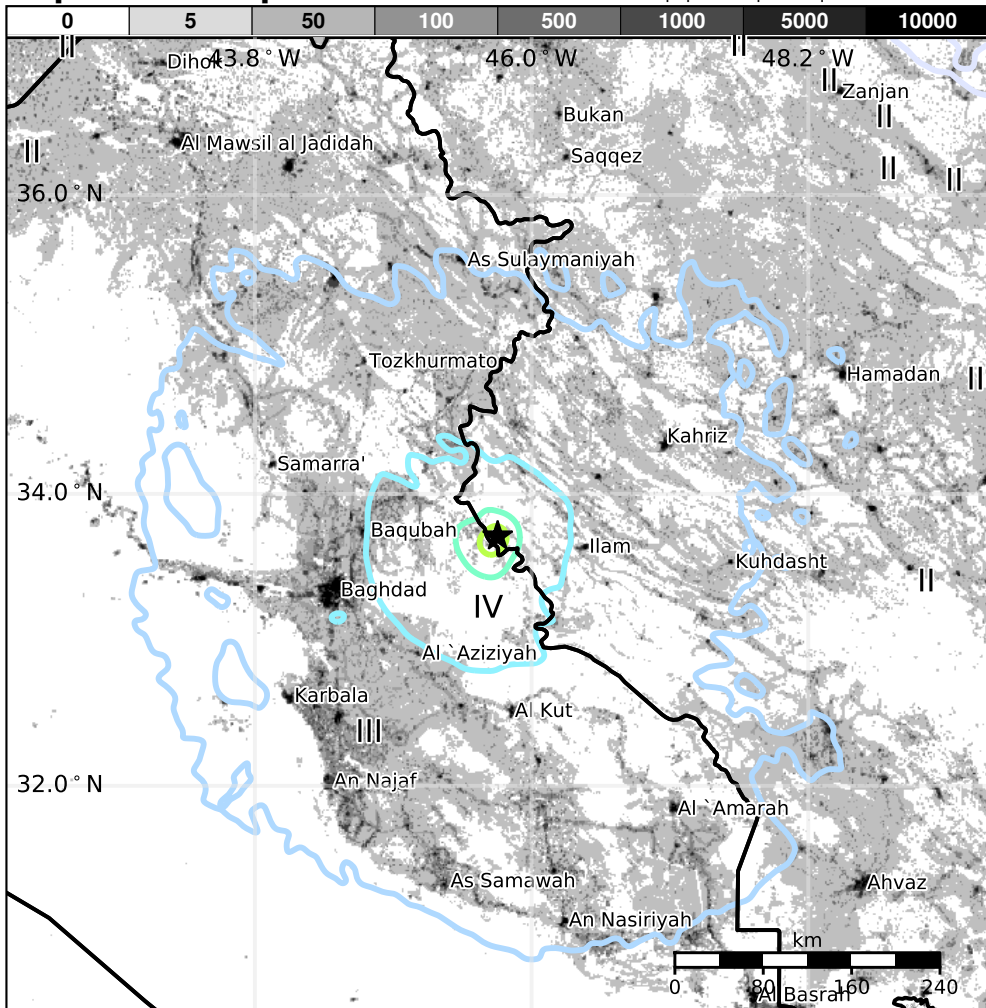 0 5 50 100 500 1000 5000 10000
II II
Dihok 43.8°W 46.0°W 48.2°W
II Zanjan
Bukan II
Al Mawsil al Jadidah
II Saqqez II II
36.0°N
As Sulaymaniyah
Tozkhurmato
Hamadan II
Kahriz
Samarra'
34.0°N
Baqubah
Ilam
Kuhdasht
Baghdad II
IV
Al `Aziziyah
Karbala
Al Kut
III
An Najaf
32.0°N
Al `Amarah
As Samawah
Ahvaz
An Nasiriyah
km
0 80 160 240
Al Basrah